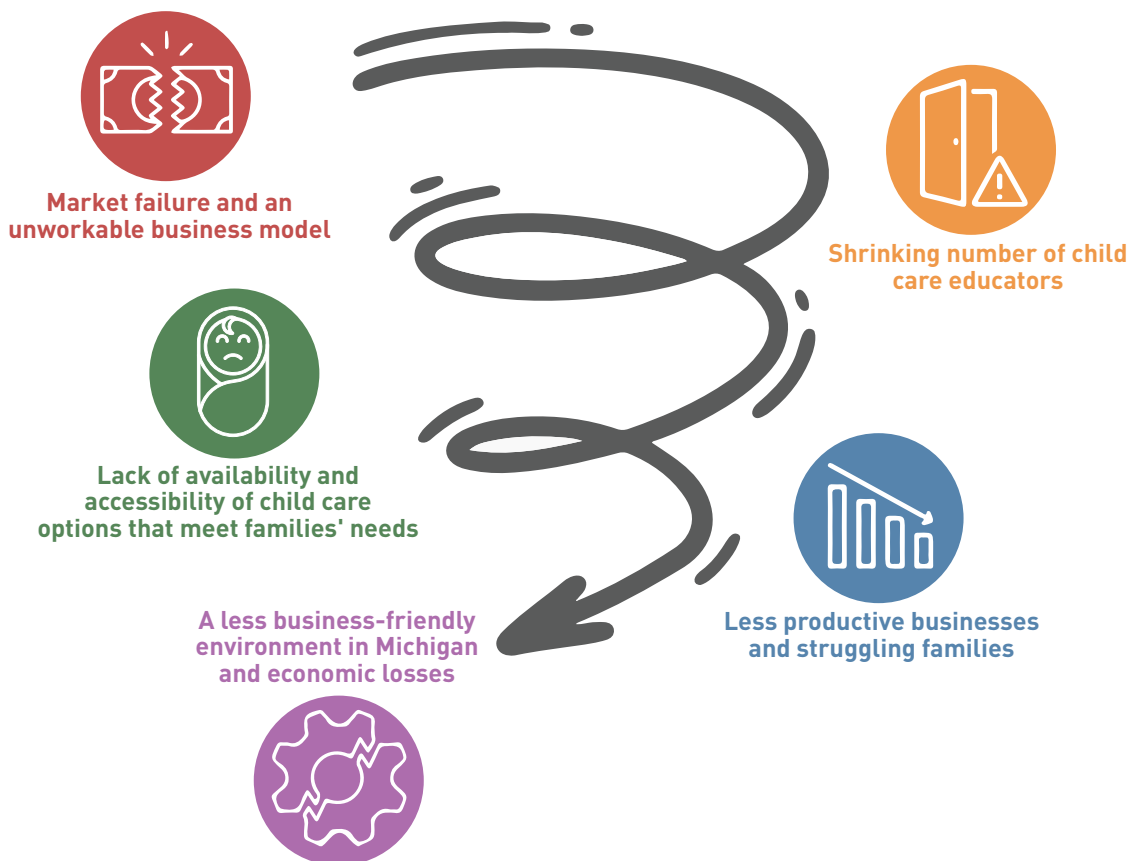 Market failure and an
unworkable business model
Shrinking number of child
care educators
Lack of availability and
accessibility of child care
options that meet families' needs
Less productive businesses
and struggling families
A less business-friendly
environment in Michigan
and economic losses